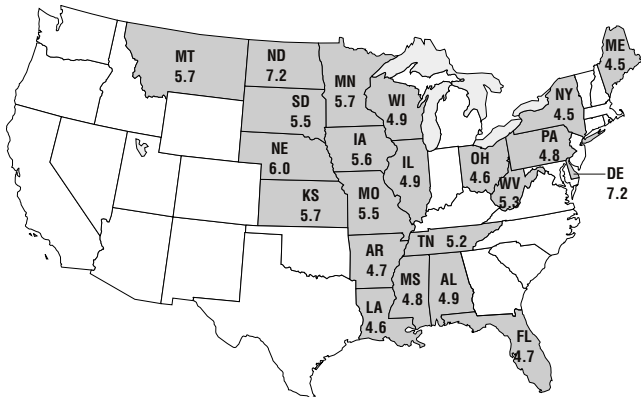 ME
4.5
MT
5.7
ND
7.2
MN
5.7
WI
4.9
NY
4.5
SD
5.5
PA
4.8
IA
5.6
NE
6.0
IL
4.9
OH
4.6
DE
7.2
WV
5.3
KS
5.7
MO
5.5
TN 5.2
AR
4.7
MS
4.8
AL
4.9
LA
4.6
FL
4.7